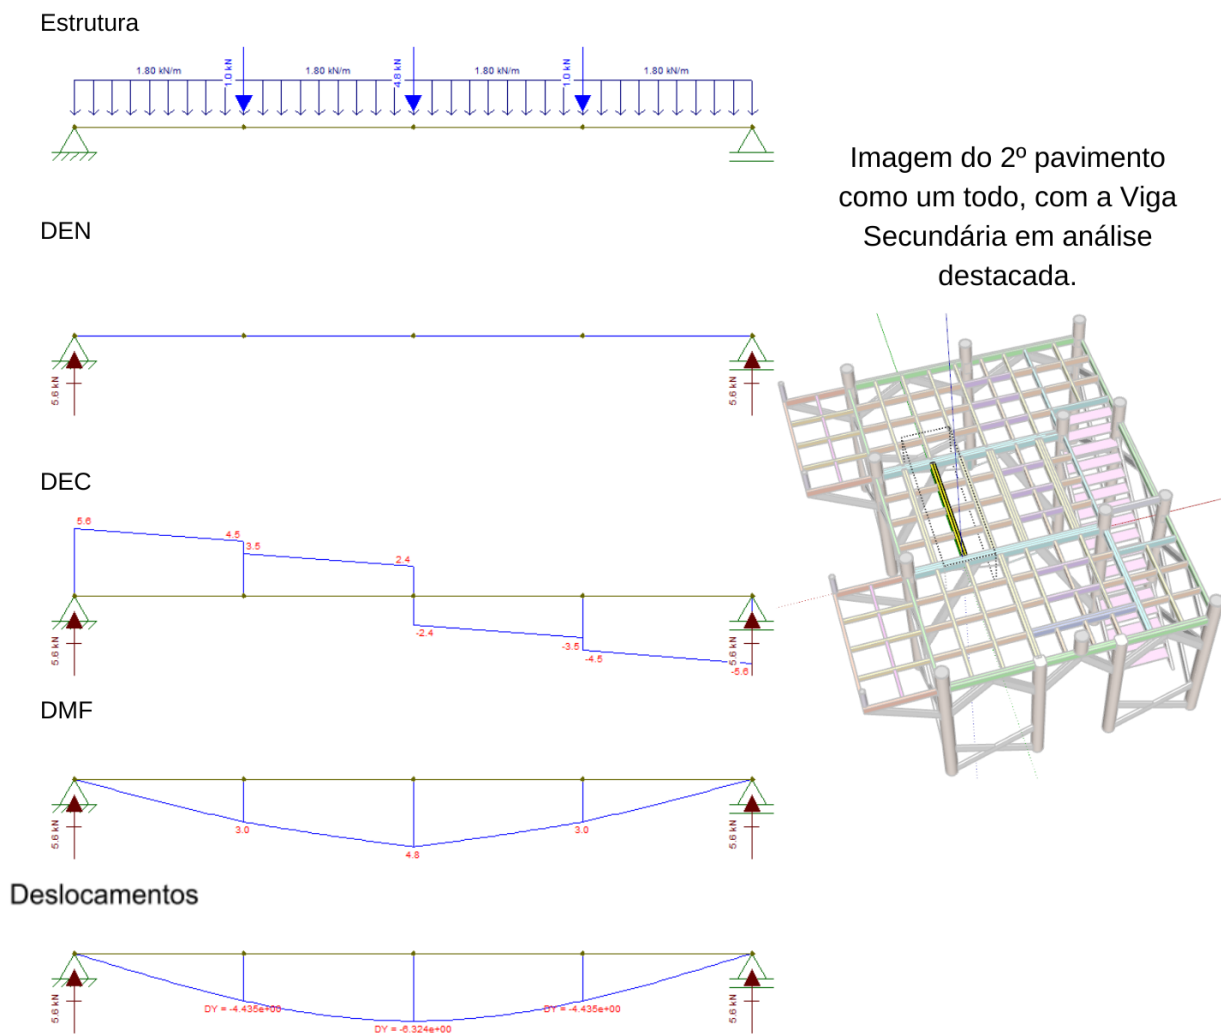 Estrutura
1.80 kN/m
1.0 kN
1.80 kN/m
4.8 kN
1.80 kN/m
1.0 kN
1.80 kN/m
Imagem do 2º pavimento
como um todo, com a Viga
Secundária em análise
destacada.
DEN
5.6 kN
5.6 kN
DEC
5.6
4.5
3.5
2.4
-2.4
-3.5
-4.5
-5.6
5.6 kN
5.6 kN
DMF
3.0
4.8
3.0
5.6 kN
5.6 kN
Deslocamentos
DY = -4.435e+00
DY = -6.324e+00
DY = -4.435e+00
5.6 kN
5.6 kN